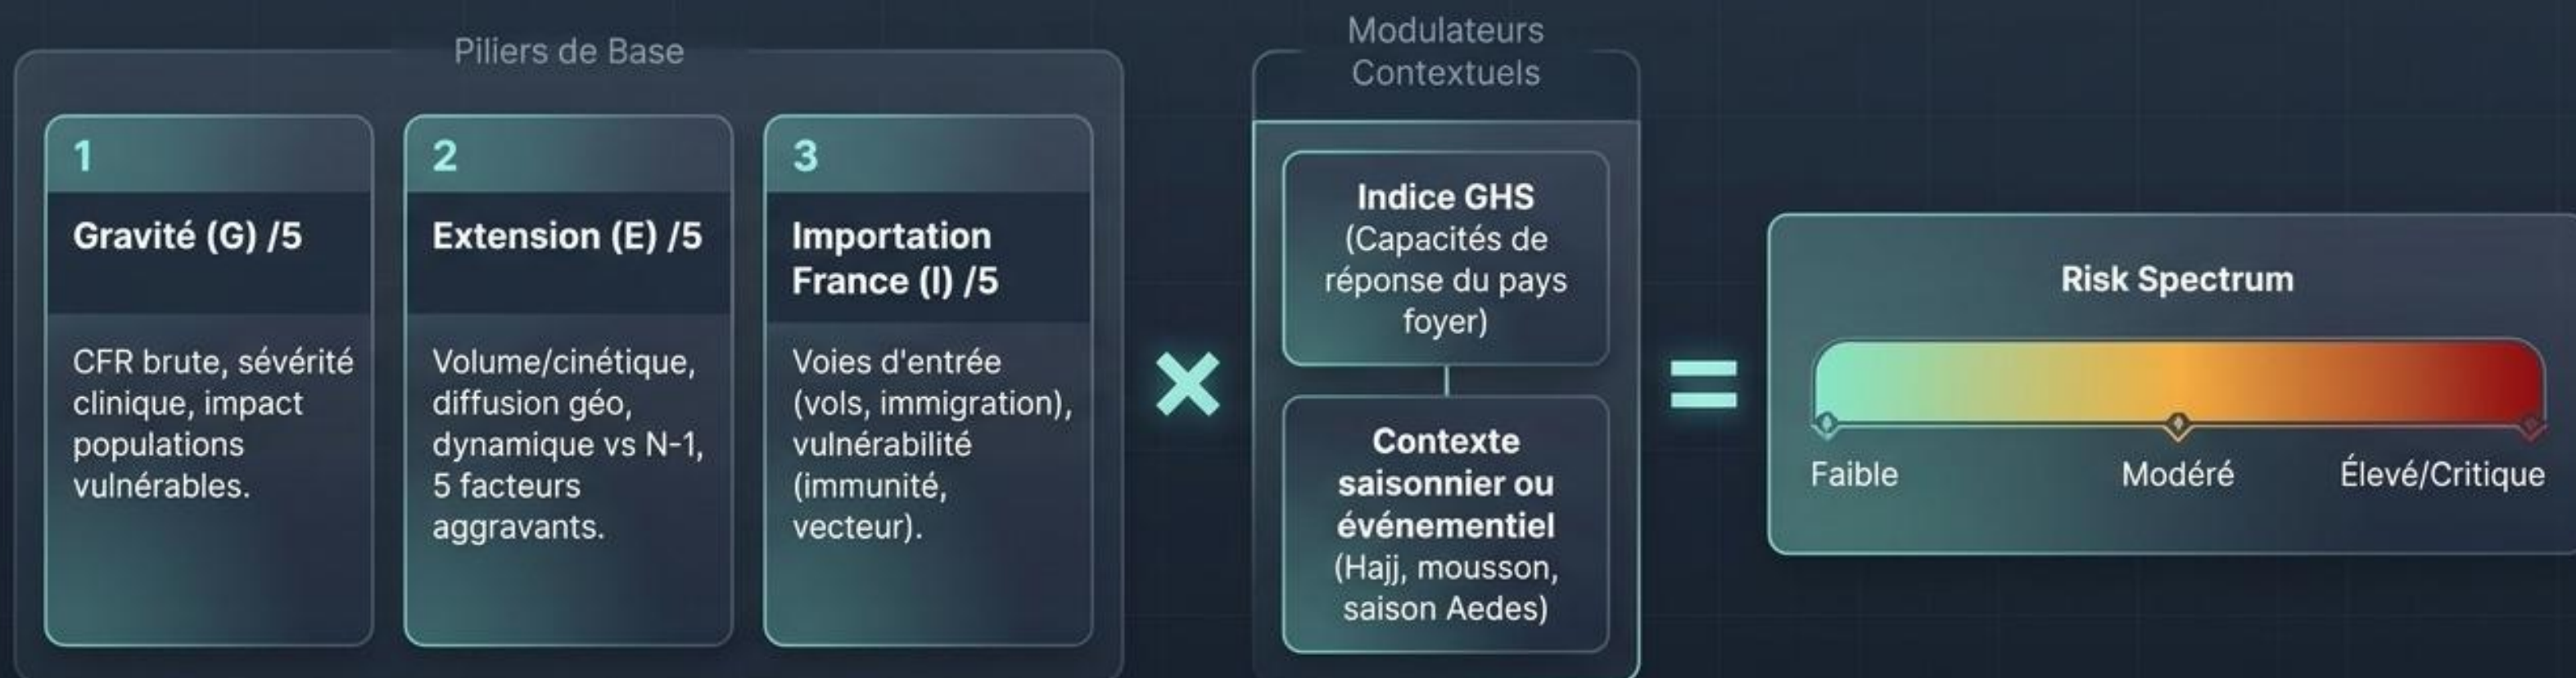 Piliers de Base
1
Gravité (G) /5
CFR brute, sévérité
clinique, impact
populations
vulnérables.
2
Extension (E) /5
Volume/cinétique,
diffusion géo,
dynamique vs N-1,
5 facteurs
aggravants.
3
Importation
France (I) /5
Voies d'entrée
(vols, immigration),
vulnérabilité
(immunité,
vecteur).
×
Modulateurs
Contextuels
Indice GHS
(Capacités de
réponse du pays
foyer)
Contexte
saisonnier ou
événementiel
(Hajj, mousson,
saison Aedes)
=
Risk Spectrum
Faible
Modéré
Élevé/Critique